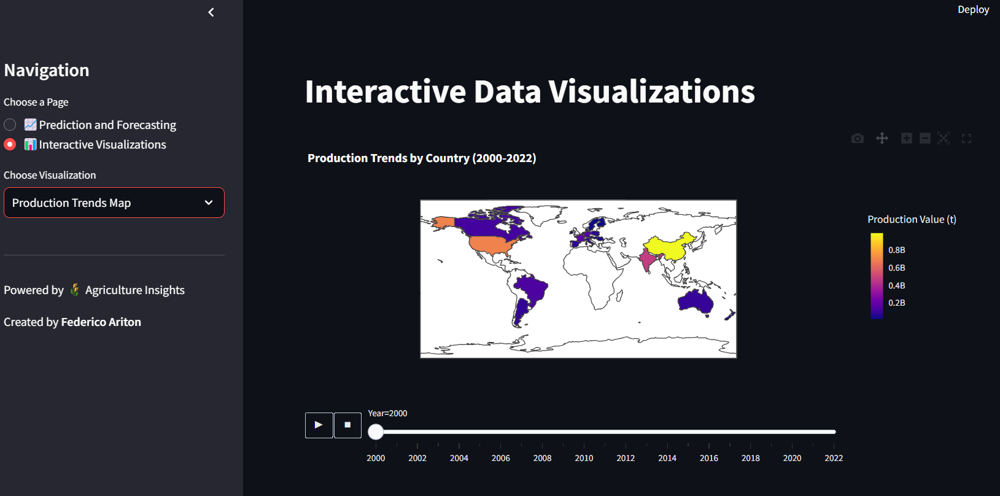 Deploy
Navigation
Choose a Page
Prediction and Forecasting
Interactive Visualizations
Choose Visualization
Production Trends Map
Powered by Agriculture Insights
Created by Federico Ariton
Interactive Data Visualizations
Production Trends by Country (2000-2022)
Production Value (t)
0.8B
0.6B
0.4B
0.2B
Year=2000
2000 2002 2004 2006 2008 2010 2012 2014 2016 2018 2020 2022